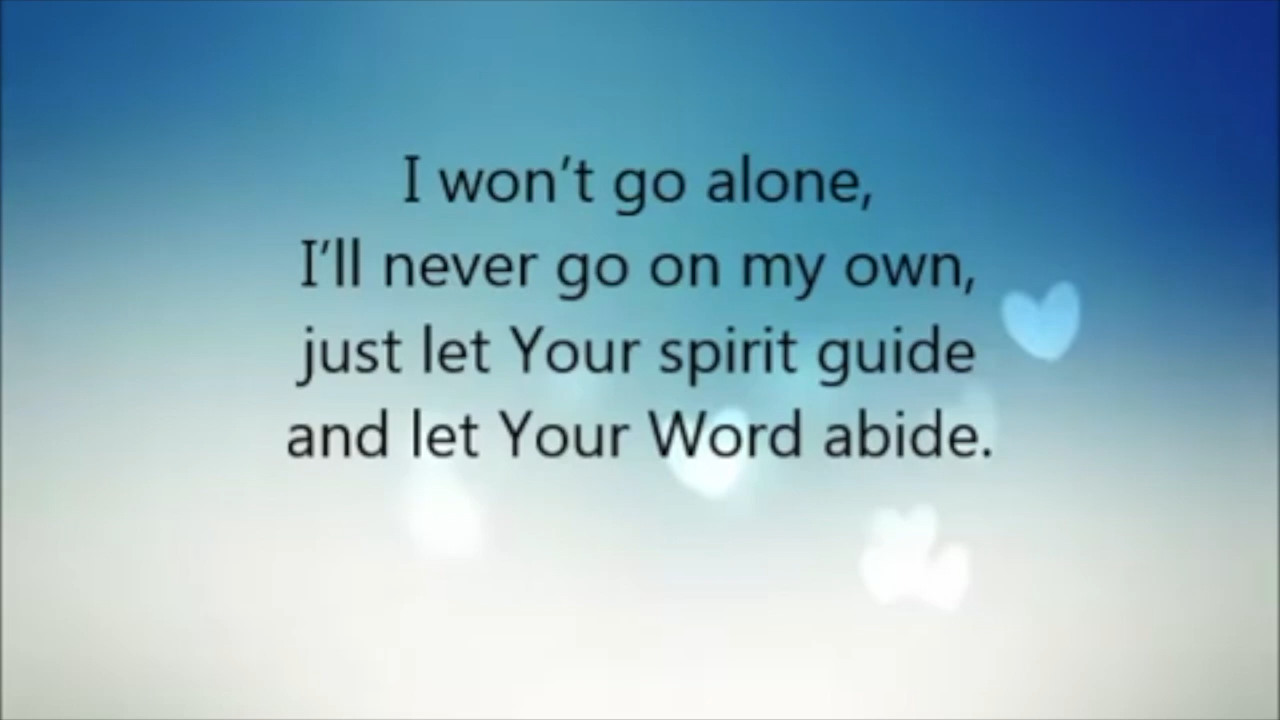 I won't go alone,
I'll never go on my own,
just let Your spirit guide
and let Your Word abide.